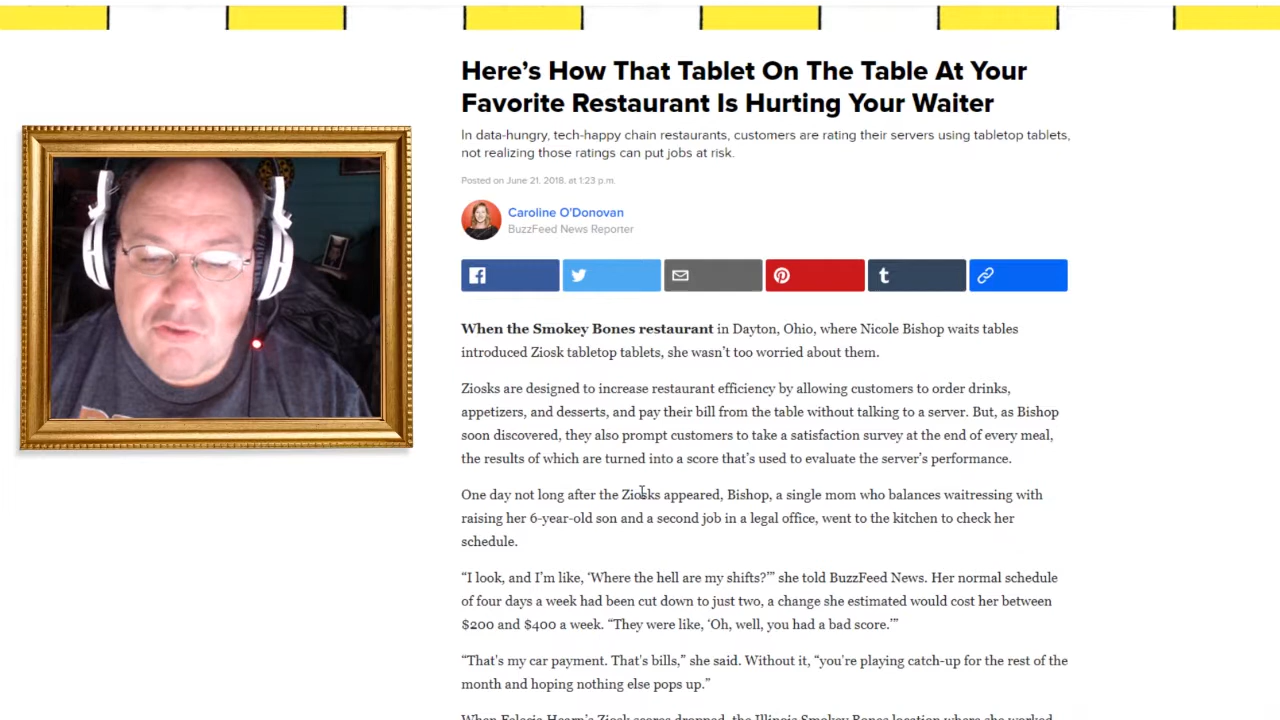 Here’s How That Tablet On The Table At Your
Favorite Restaurant Is Hurting Your Waiter
In data-hungry, tech-happy chain restaurants, customers are rating their servers using tabletop tablets,
not realizing those ratings can put jobs at risk.
Posted on June 21, 2018, at 1:23 p.m.
Caroline O'Donovan
BuzzFeed News Reporter
When the Smokey Bones restaurant in Dayton, Ohio, where Nicole Bishop waits tables
introduced Ziosk tabletop tablets, she wasn’t too worried about them.
Ziosks are designed to increase restaurant efficiency by allowing customers to order drinks,
appetizers, and desserts, and pay their bill from the table without talking to a server. But, as Bishop
soon discovered, they also prompt customers to take a satisfaction survey at the end of every meal,
the results of which are turned into a score that’s used to evaluate the server’s performance.
One day not long after the Ziosks appeared, Bishop, a single mom who balances waitressing with
raising her 6-year-old son and a second job in a legal office, went to the kitchen to check her
schedule.
“I look, and I’m like, ‘Where the hell are my shifts?’” she told BuzzFeed News. Her normal schedule
of four days a week had been cut down to just two, a change she estimated would cost her between
$200 and $400 a week. “They were like, ‘Oh, well, you had a bad score.’”
“That's my car payment. That's bills,” she said. Without it, “you're playing catch-up for the rest of the
month and hoping nothing else pops up.”
When Felecia Hearn’s Ziosk scores dropped, the Illinois Smokey Bones location where she worked